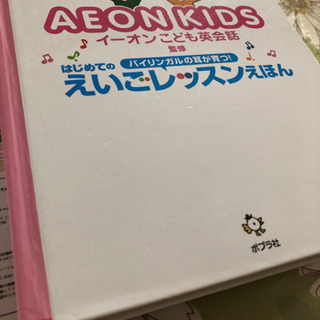 AEON KIDS
イーオンこども英会話
監修
バイリンガルの耳が育つ!
はじめての
えいごレッスンえほん
ポプラ社